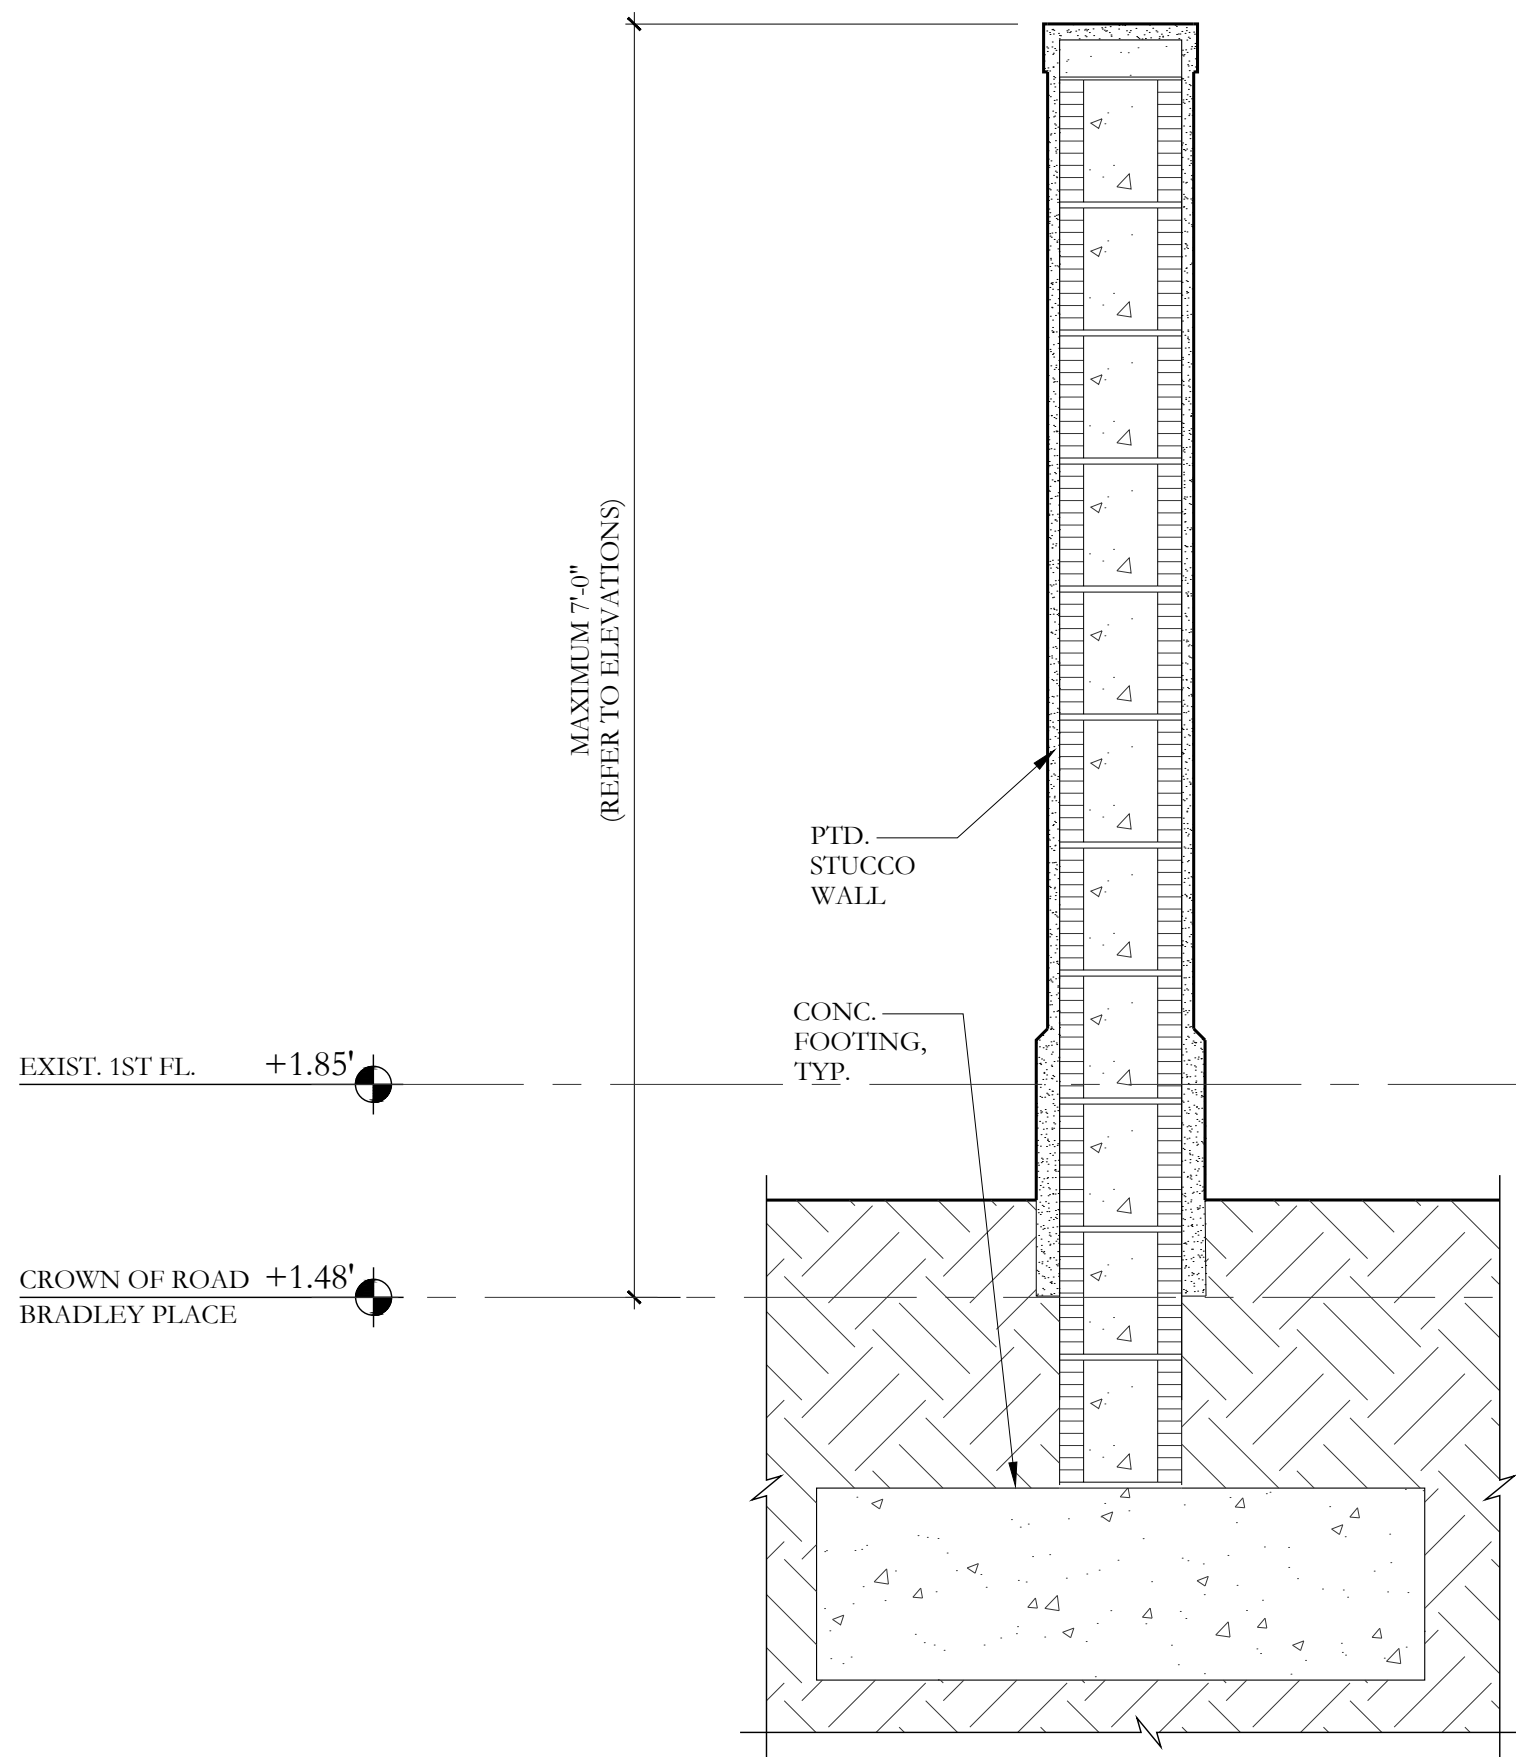 MAXIMUM 7'-0"
(REFER TO ELEVATIONS)
PTD.
STUCCO
WALL
CONC.
FOOTING,
TYP.
EXIST. 1ST FL. +1.85'
CROWN OF ROAD +1.48'
BRADLEY PLACE